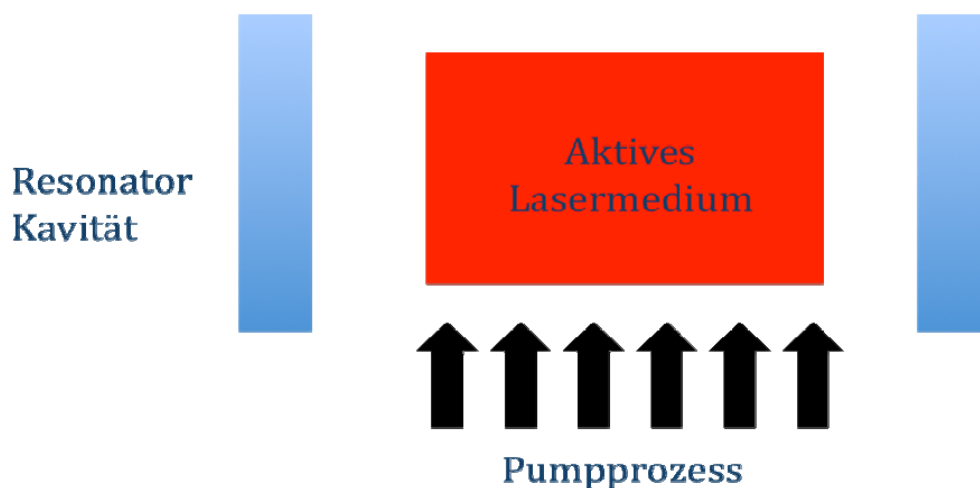 Aktives
Lasermedium
Resonator
Kavität
Pumpprozess